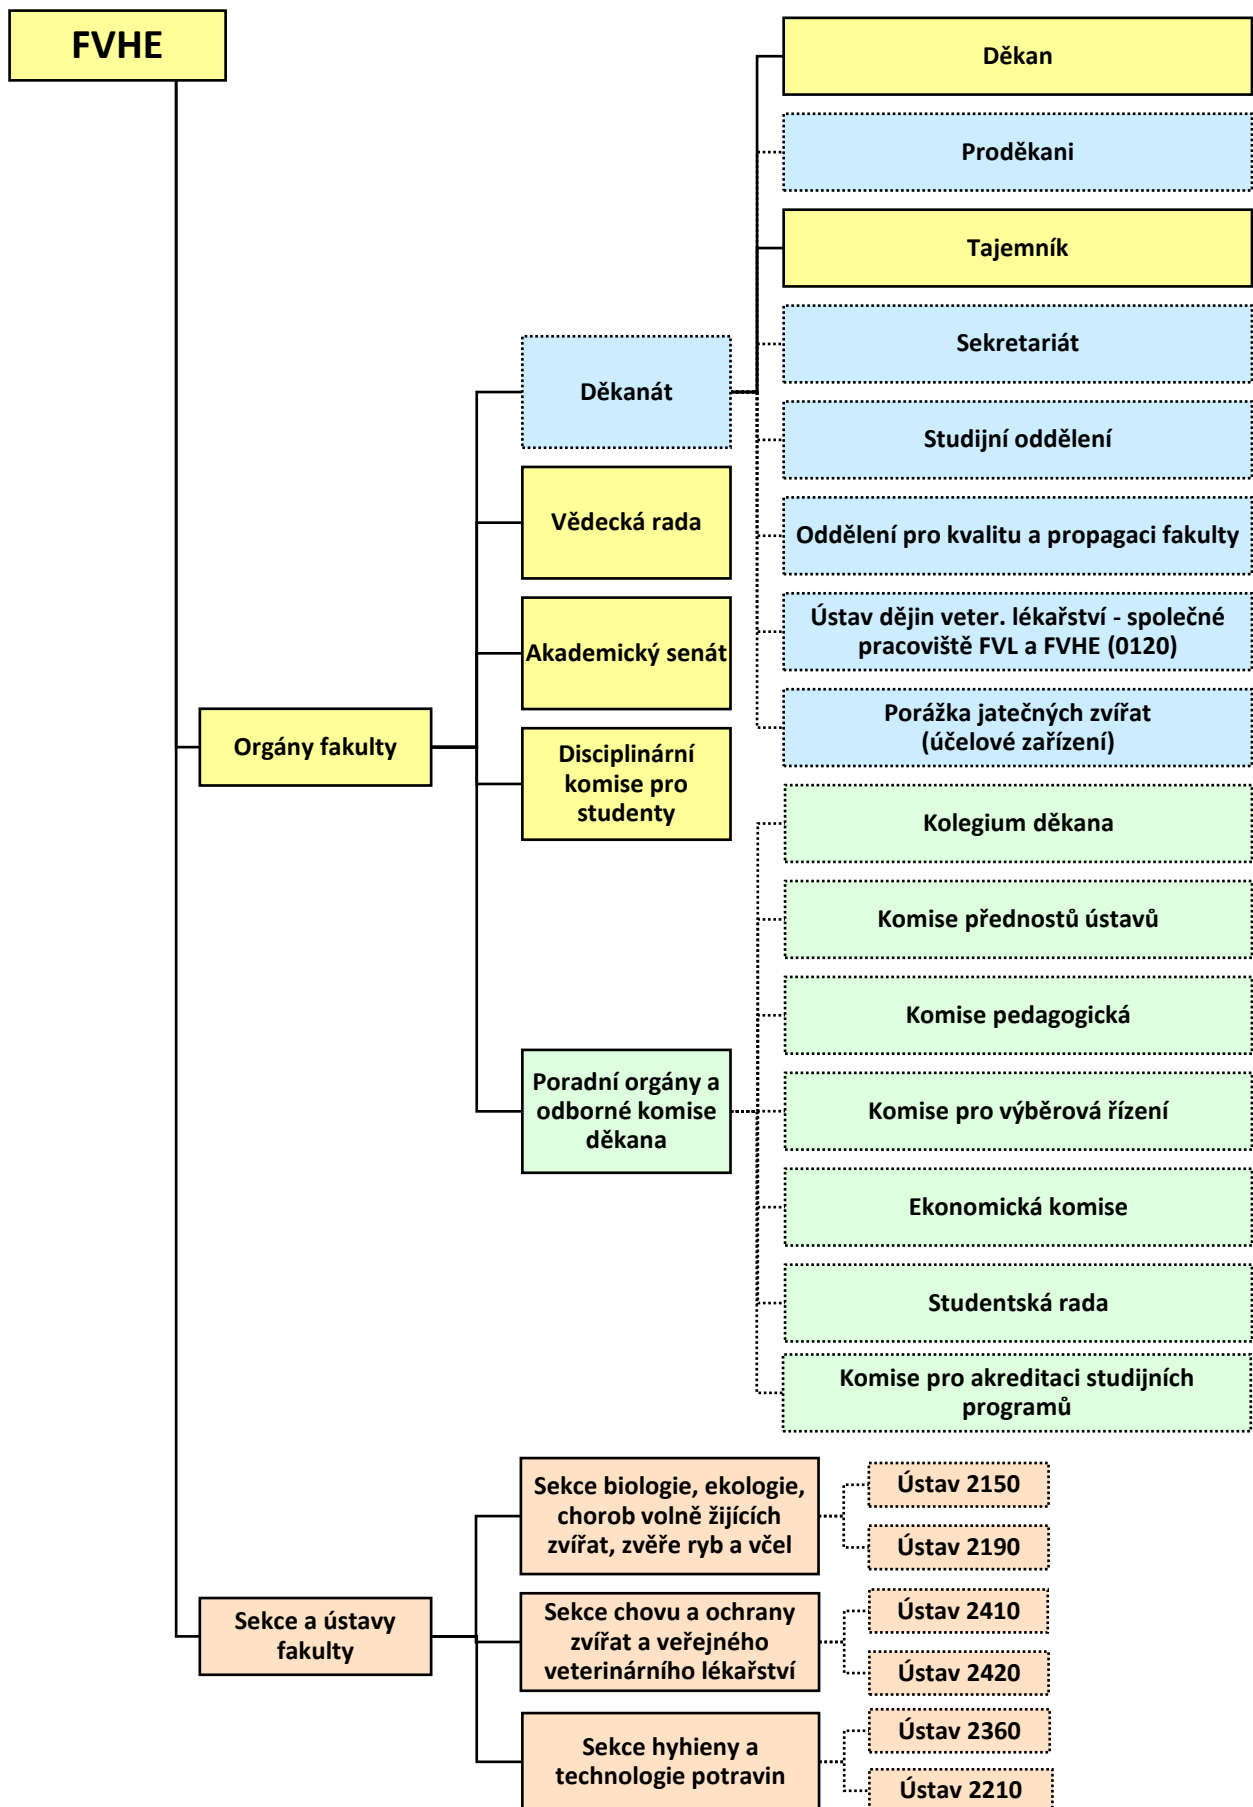 FVHE
Děkan
Proděkani
Tajemník
Sekretariát
Děkanát
Studijní oddělení
Vědecká rada
Oddělení pro kvalitu a propagaci fakulty
Ústav dějin veter. lékařství - společné
pracoviště FVL a FVHE (0120)
Akademický senát
Porážka jatečných zvířat
(účelové zařízení)
Orgány fakulty
Disciplinární
komise pro
studenty
Kolegium děkana
Komise přednostů ústavů
Komise pedagogická
Poradní orgány a
odborné komise
děkana
Komise pro výběrová řízení
Ekonomická komise
Studentská rada
Komise pro akreditaci studijních
programů
Sekce biologie, ekologie,
chorob volně žijících
zvířat, zvěře ryb a včel
Ústav 2150
Ústav 2190
Sekce a ústavy
fakulty
Sekce chovu a ochrany
zvířat a veřejného
veterinárního lékařství
Ústav 2410
Ústav 2420
Sekce hyhieny a
technologie potravin
Ústav 2360
Ústav 2210